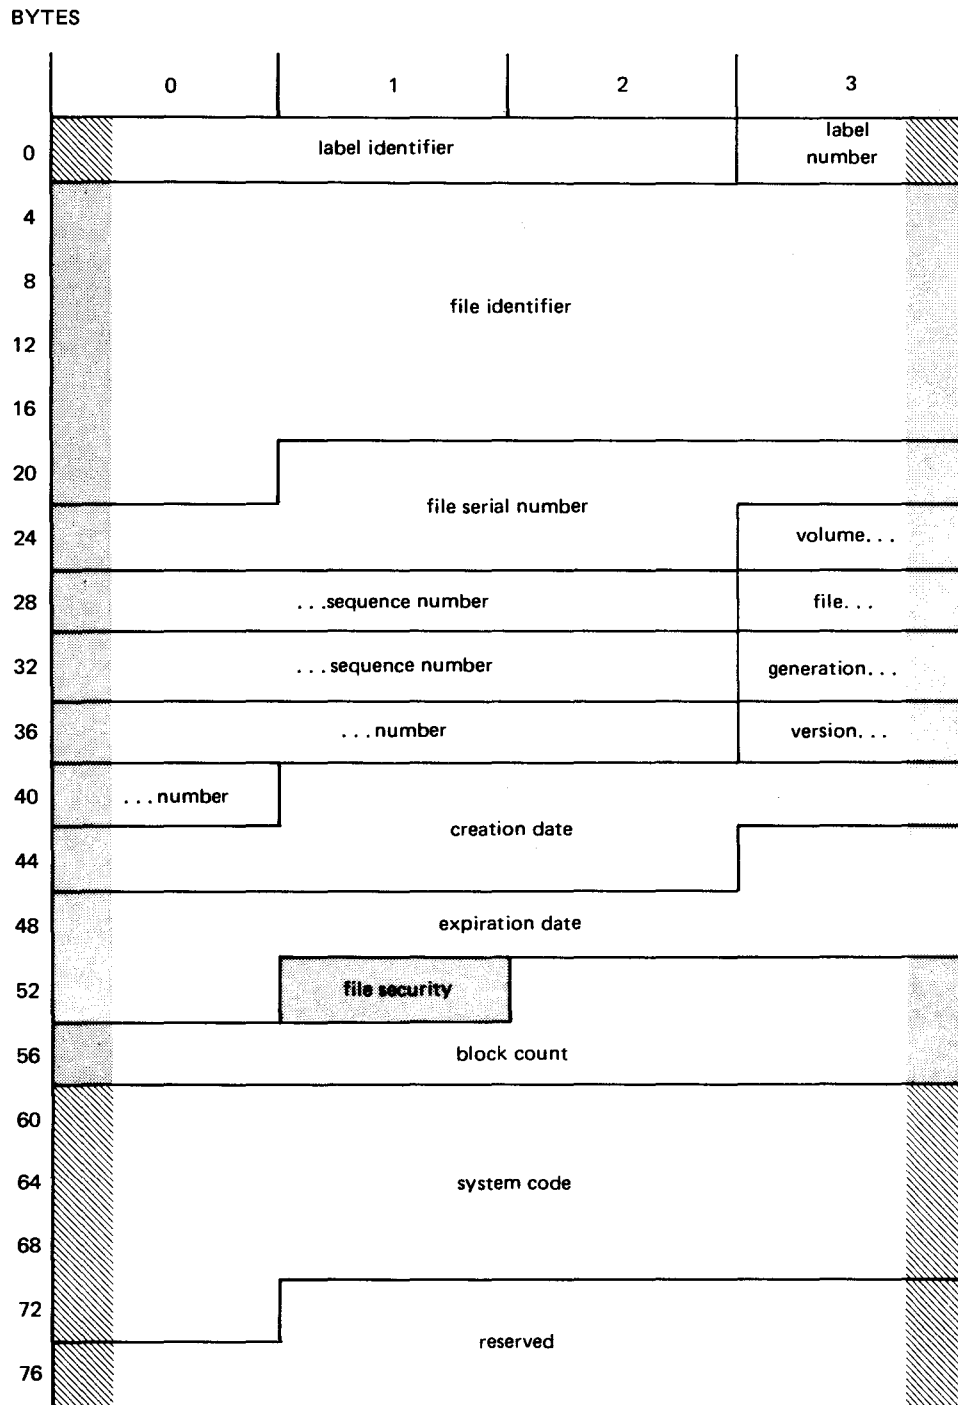 BYTES
0 1 2 3
0 label identifier label number
4
8
file identifier
12
16
20
file serial number
24 volume...
28 ...sequence number file...
32 ...sequence number generation...
36 ...number version...
40 ...number
creation date
44
48 expiration date
52 file security
56 block count
60
64 system code
68
72
reserved
76